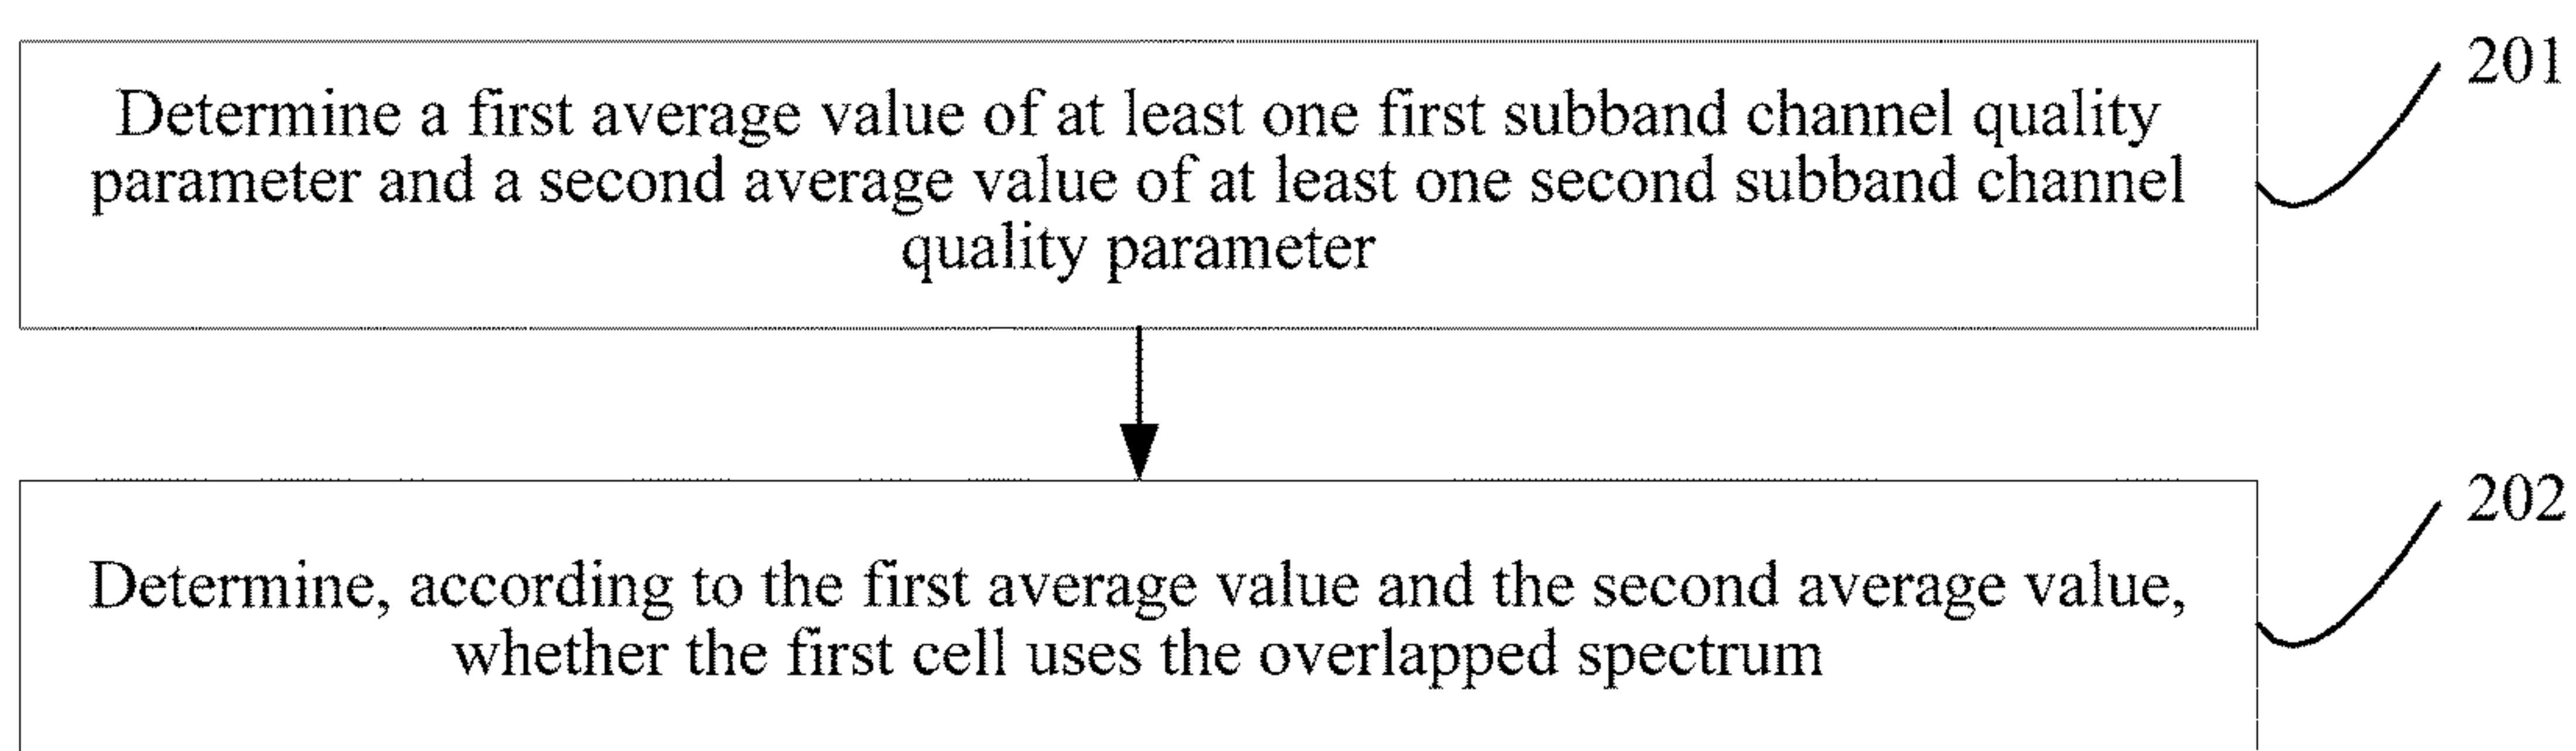 201
Determine a first average value of at least one first subband channel quality
parameter and a second average value of at least one second subband channel
quality parameter
202
Determine, according to the first average value and the second average value,
whether the first cell uses the overlapped spectrum